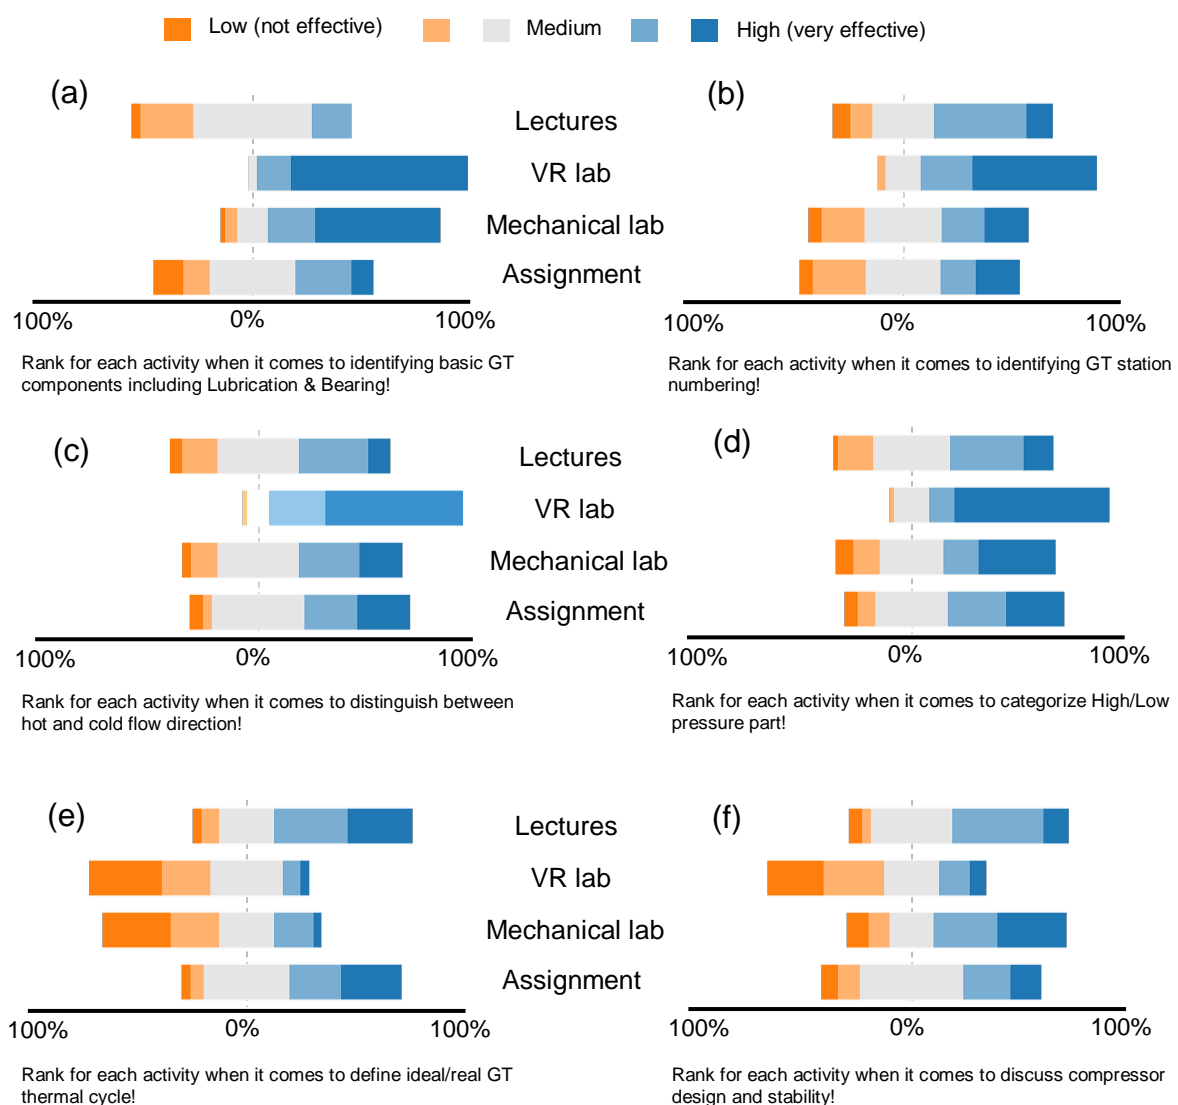 Low (not effective) Medium High (very effective)
(a) (b)
Lectures
VR lab
Mechanical lab
Assignment
100% 0% 100% 100% 0% 100%
Rank for each activity when it comes to identifying basic GT
components including Lubrication & Bearing!
Rank for each activity when it comes to identifying GT station
numbering!
(c) (d)
Lectures
VR lab
Mechanical lab
Assignment
100% 0% 100% 100% 0% 100%
Rank for each activity when it comes to distinguish between
hot and cold flow direction!
Rank for each activity when it comes to categorize High/Low
pressure part!
(e) (f)
Lectures
VR lab
Mechanical lab
Assignment
100% 0% 100% 100% 0% 100%
Rank for each activity when it comes to define ideal/real GT
thermal cycle!
Rank for each activity when it comes to discuss compressor
design and stability!